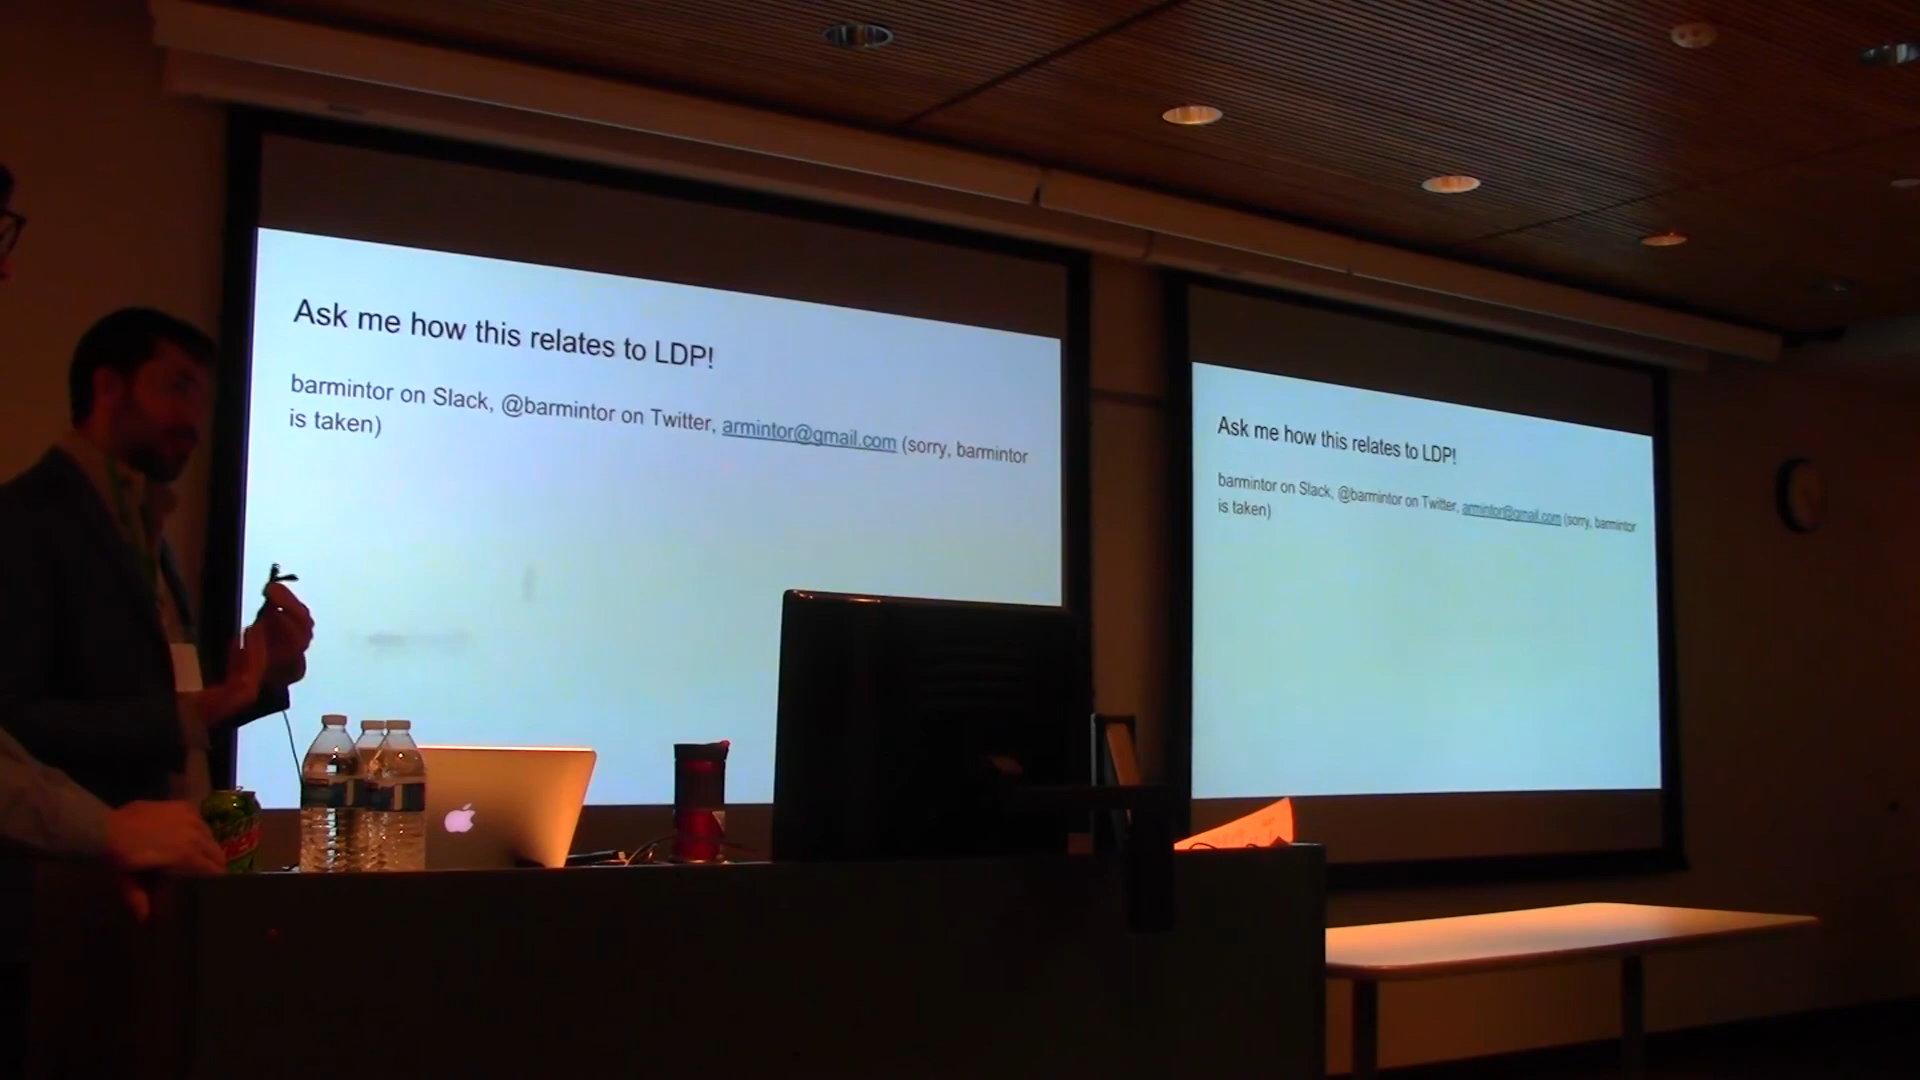 Ask me how this relates to LDP!
barmintor on Slack, @barmintor on Twitter, armintor@gmail.com (sorry, barmintor
is taken)
Ask me how this relates to LDP!
barmintor on Slack, @barmintor on Twitter, armintor@gmail.com (sorry, barmintor
is taken)